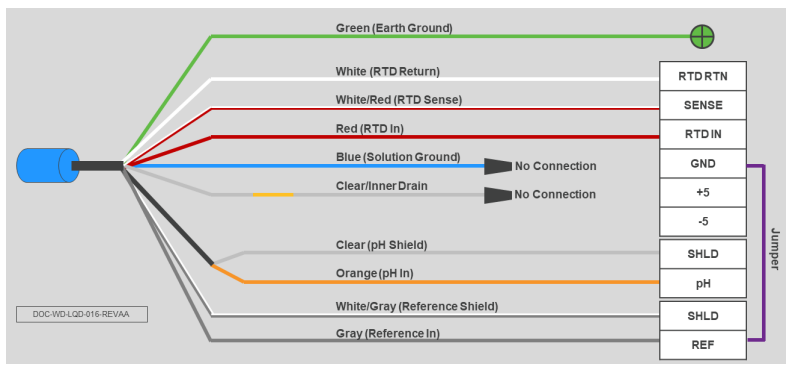 Green (Earth Ground)
White (RTD Return)
RTD RTN
White/Red (RTD Sense)
SENSE
Red (RTD In)
RTD IN
Blue (Solution Ground)
No Connection
GND
Clear/Inner Drain
No Connection
+5
-5
Clear (pH Shield)
SHLD
Orange (pH In)
pH
White/Gray (Reference Shield)
SHLD
Gray (Reference In)
REF
Jumper
DOC-WD-LQD-016-REVAA